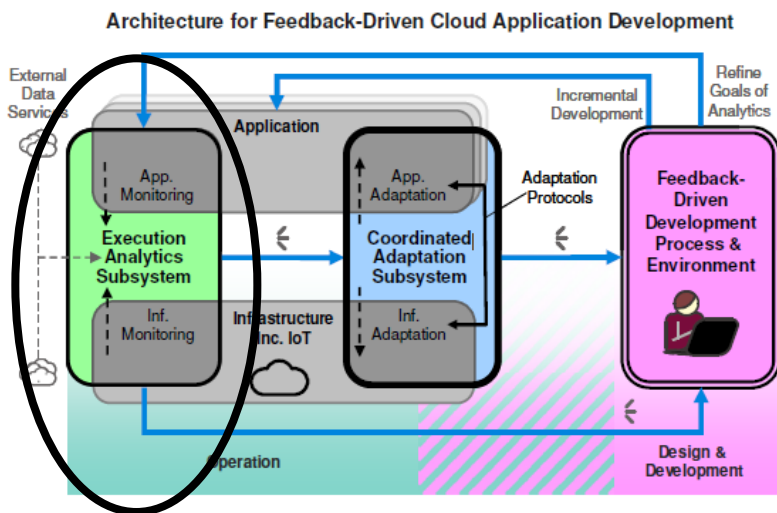 Architecture for Feedback-Driven Cloud Application Development
External
Data
Services
Application
App.
Monitoring
Execution
Analytics
Subsystem
Inf.
Monitoring
Infrastructure
Inc. IoT
App.
Adaptation
Coordinated
Adaptation
Subsystem
Inf.
Adaptation
Adaptation
Protocols
Incremental
Development
Refine
Goals of
Analytics
Feedback-
Driven
Development
Process &
Environment
Operation
Design &
Development